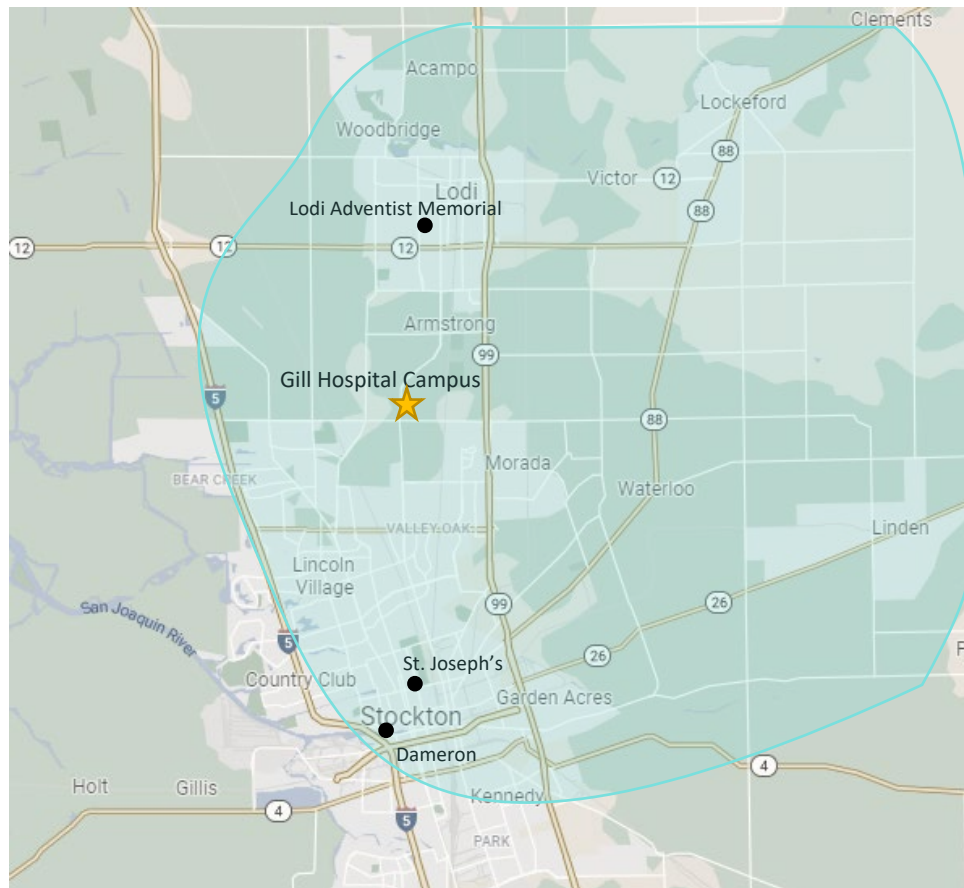 Clements
Acampo
Lockeford
Woodbridge
88
Victor
12
Lodi
88
Lodi Adventist Memorial
12
12
12
Armstrong
99
Gill Hospital Campus
5
88
Morada
BEAR CREEK
Waterloo
VALLEY OAK
Linden
Lincoln
Village
99
26
San Joaquin River
5
26
St. Joseph's
Country Club
Garden Acres
Stockton
Dameron
4
Holt
Gillis
Kennedy
4
5
PARK